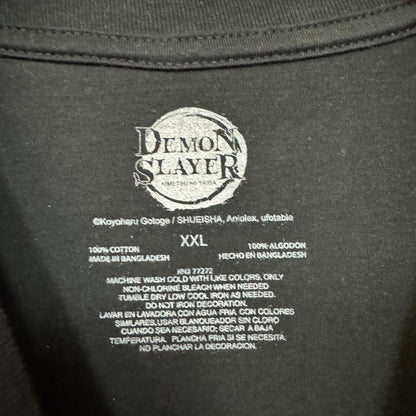 DEMON
SLAYER
KIMETSU NO YAIBA
©Koyoharu Gotoge / SHUEISHA, Aniplex, ufotable
XXL
100% COTTON
MADE IN BANGLADESH
100% ALGODON
HECHO EN BANGLADESH
RN# 77272
MACHINE WASH COLD WITH LIKE COLORS, ONLY
NON-CHLORINE BLEACH WHEN NEEDED
TUMBLE DRY LOW COOL IRON AS NEEDED.
DO NOT IRON DECORATION.
LAVAR EN LAVADORA CON AGUA FRIA CON COLORES
SIMILARES, USAR BLANQUEADOR SIN CLORO
CUANDO SEA NECESARIO; SECAR A BAJA
TEMPERATURA. PLANCHA FRIA SI SE NECESITA,
NO PLANCHAR LA DECORACION.